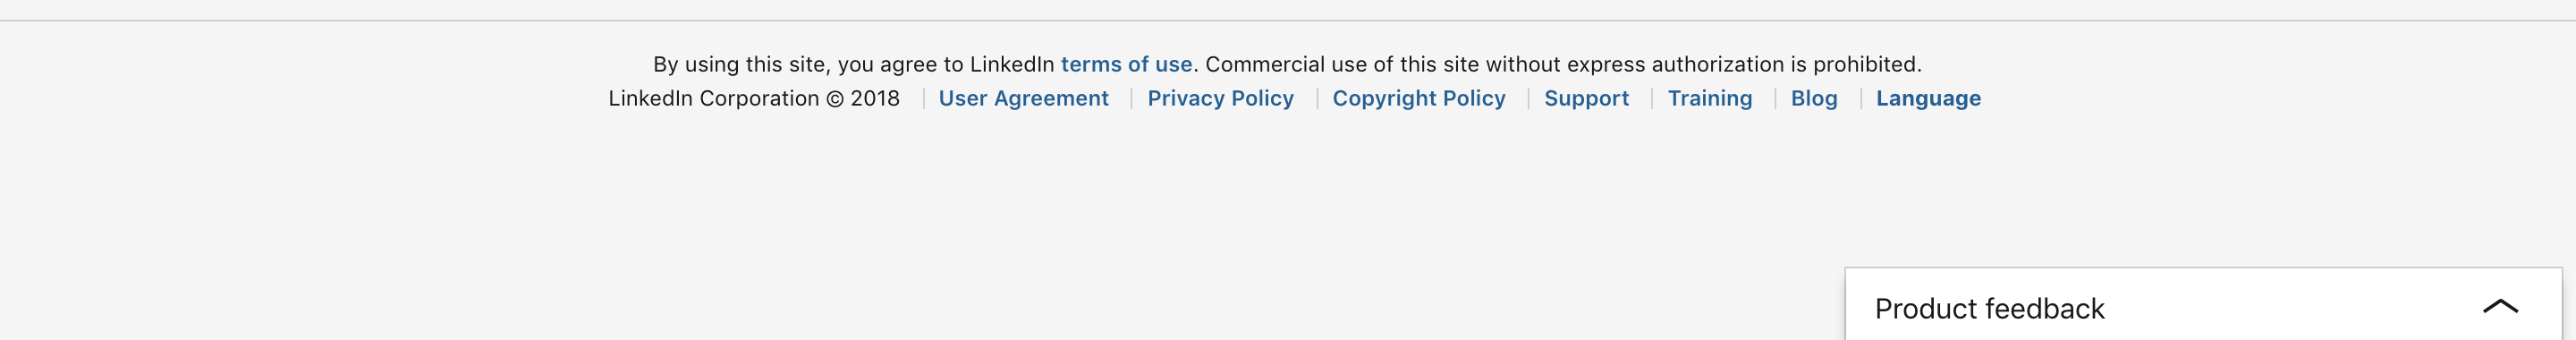 By using this site, you agree to LinkedIn terms of use. Commercial use of this site without express authorization is prohibited.
LinkedIn Corporation © 2018 | User Agreement | Privacy Policy | Copyright Policy | Support | Training | Blog | Language
Product feedback